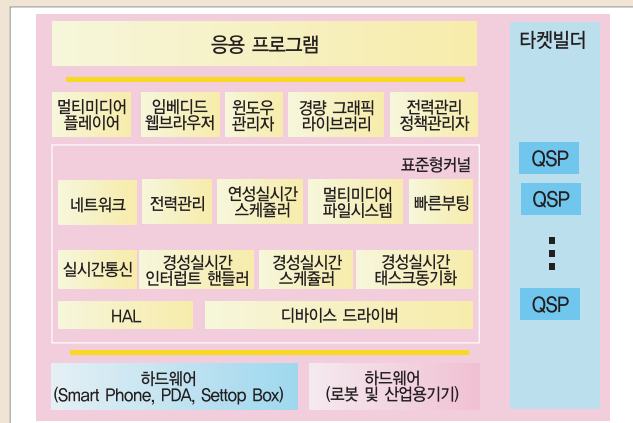 응용 프로그램
타켓빌더
멀티미디어
플레이어
임베디드
웹브라우저
윈도우
관리자
경량 그래픽
라이브러리
전력관리
정책관리자
표준형커널
네트워크
전력관리
연성실시간
스케쥴러
멀티미디어
파일시스템
빠른부팅
실시간통신
경성실시간
인터럽트 핸들러
경성실시간
스케쥴러
경성실시간
태스크동기화
HAL
디바이스 드라이버
QSP
QSP
QSP
하드웨어
(Smart Phone, PDA, Settop Box)
하드웨어
(로봇 및 산업용기기)